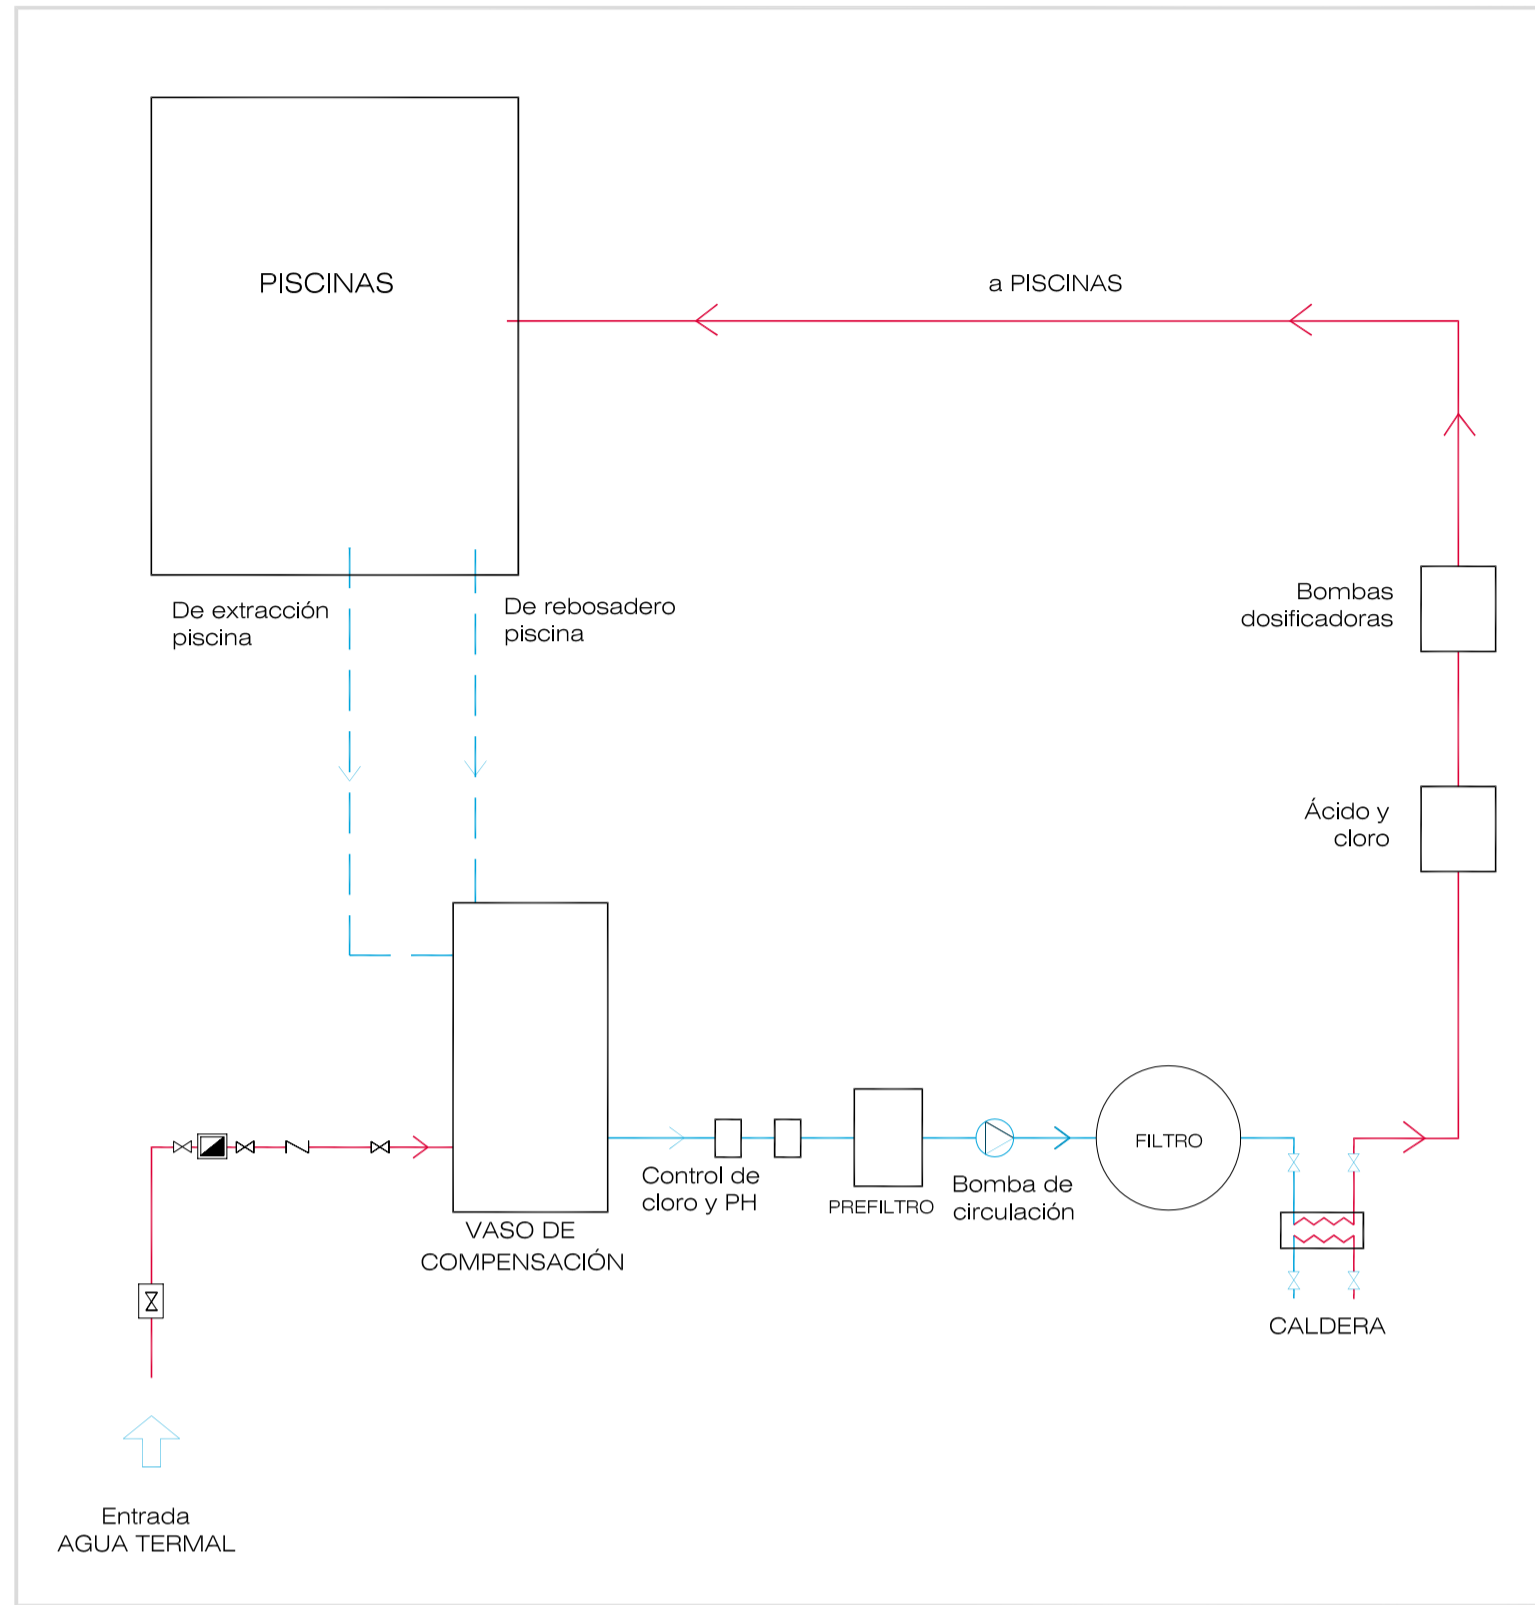 PISCINAS
a PISCINAS
De extracción
piscina
De rebosadero
piscina
Bombas
dosificadoras
Ácido y
cloro
Control de
cloro y PH
PREFILTRO
Bomba de
circulación
FILTRO
VASO DE
COMPENSACIÓN
CALDERA
Entrada
AGUA TERMAL